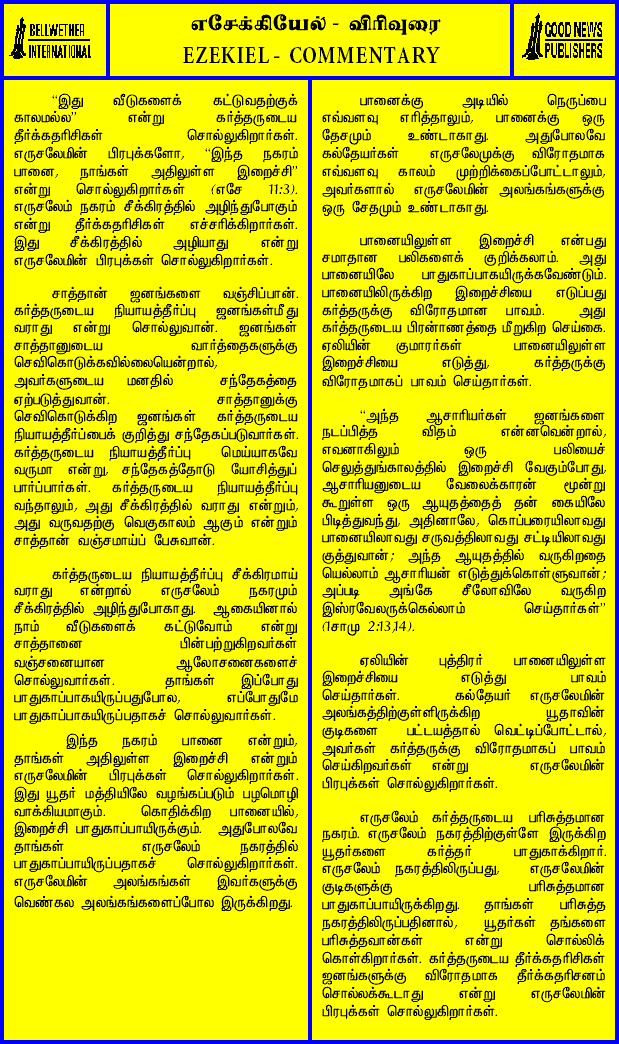 BELLWETHER
INTERNATIONAL
எசேக்கியேல் - விரிவுரை
EZEKIEL - COMMENTARY
GOOD NEWS
PUBLISHERS
“இது வீடுகளைக் கட்டுவதற்குக்
காலமல்ல” என்று கர்த்தருடைய
தீர்க்கதரிசிகள் சொல்லுகிறார்கள்.
எருசலேமின் பிரபுக்களோ, “இந்த நகரம்
பானை, நாங்கள் அதிலுள்ள இறைச்சி”
என்று சொல்லுகிறார்கள் (எசே 11:3).
எருசலேம் நகரம் சீக்கிரத்தில் அழிந்துபோகும்
என்று தீர்க்கதரிசிகள் எச்சரிக்கிறார்கள்.
இது சீக்கிரத்தில் அழியாது என்று
எருசலேமின் பிரபுக்கள் சொல்லுகிறார்கள்.
சாத்தான் ஜனங்களை வஞ்சிப்பான்.
கர்த்தருடைய நியாயத்தீர்ப்பு ஜனங்கள்மீது
வராது என்று சொல்லுவான். ஜனங்கள்
சாத்தானுடைய வார்த்தைகளுக்கு
செவிகொடுக்கவில்லையென்றால்,
அவர்களுடைய மனதில் சந்தேகத்தை
ஏற்படுத்துவான். சாத்தானுக்கு
செவிகொடுக்கிற ஜனங்கள் கர்த்தருடைய
நியாயத்தீர்ப்பைக் குறித்து சந்தேகப்படுவார்கள்.
கர்த்தருடைய நியாயத்தீர்ப்பு மெய்யாகவே
வருமா என்று, சந்தேகத்தோடு யோசித்துப்
பார்ப்பார்கள். கர்த்தருடைய நியாயத்தீர்ப்பு
வந்தாலும், அது சீக்கிரத்தில் வராது என்றும்,
அது வருவதற்கு வெகுகாலம் ஆகும் என்றும்
சாத்தான் வஞ்சமாய்ப் பேசுவான்.
கர்த்தருடைய நியாயத்தீர்ப்பு சீக்கிரமாய்
வராது என்றால் எருசலேம் நகரமும்
சீக்கிரத்தில் அழிந்துபோகாது. ஆகையினால்
நாம் வீடுகளைக் கட்டுவோம் என்று
சாத்தானை பின்பற்றுகிறவர்கள்
வஞ்சனையான ஆலோசனைகளைச்
சொல்லுவார்கள். தாங்கள் இப்போது
பாதுகாப்பாகயிருப்பதுபோல, எப்போதுமே
பாதுகாப்பாகயிருப்பதாகச் சொல்லுவார்கள்.
இந்த நகரம் பானை என்றும்,
தாங்கள் அதிலுள்ள இறைச்சி என்றும்
எருசலேமின் பிரபுக்கள் சொல்லுகிறார்கள்.
இது யூதர் மத்தியிலே வழங்கப்படும் பழமொழி
வாக்கியமாகும். கொதிக்கிற பானையில்,
இறைச்சி பாதுகாப்பாயிருக்கும். அதுபோலவே
தாங்கள் எருசலேம் நகரத்தில்
பாதுகாப்பாயிருப்பதாகச் சொல்லுகிறார்கள்.
எருசலேமின் அலங்கங்கள் இவர்களுக்கு
வெண்கல அலங்கங்களைப்போல இருக்கிறது.
பானைக்கு அடியில் நெருப்பை
எவ்வளவு எரித்தாலும், பானைக்கு ஒரு
தேசமும் உண்டாகாது. அதுபோலவே
கல்தேயர்கள் எருசலேமுக்கு விரோதமாக
எவ்வளவு காலம் முற்றிக்கைப்போட்டாலும்,
அவர்களால் எருசலேமின் அலங்கங்களுக்கு
ஒரு சேதமும் உண்டாகாது.
பானையிலுள்ள இறைச்சி என்பது
சமாதான பலிகளைக் குறிக்கலாம். அது
பானையிலே பாதுகாப்பாகயிருக்கவேண்டும்.
பானையிலிருக்கிற இறைச்சியை எடுப்பது
கர்த்தருக்கு விரோதமான பாவம். அது
கர்த்தருடைய பிரன்ாணத்தை மீறுகிற செய்கை.
ஏலியின் குமாரர்கள் பானையிலுள்ள
இறைச்சியை எடுத்து, கர்த்தருக்கு
விரோதமாகப் பாவம் செய்தார்கள்.
“அந்த ஆசாரியர்கள் ஜனங்களை
நடப்பித்த விதம் என்னவென்றால்,
எவனாகிலும் ஒரு பலியைச்
செலுத்துங்காலத்தில் இறைச்சி வேகும்போது,
ஆசாரியனுடைய வேலைக்காரன் மூன்று
கூறுள்ள ஒரு ஆயுதத்தைத் தன் கையிலே
பிடித்துவந்து, அதினாலே, கொப்பரையிலாவது
பானையிலாவது சருவத்திலாவது சட்டியிலாவது
குத்துவான்; அந்த ஆயுதத்தில் வருகிறதை
யெல்லாம் ஆசாரியன் எடுத்துக்கொள்ளுவான்;
அப்படி அங்கே சீலோவிலே வருகிற
இஸ்ரவேலருக்கெல்லாம் செய்தார்கள்”
(1சாமு 2:13,14).
ஏலியின் புத்திரர் பானையிலுள்ள
இறைச்சியை எடுத்து பாவம்
செய்தார்கள். கல்தேயர் எருசலேமின்
அலங்கத்திற்குள்ளிருக்கிற யூதாவின்
குடிகளை பட்டயத்தால் வெட்டிப்போட்டால்,
அவர்கள் கர்த்தருக்கு விரோதமாகப் பாவம்
செய்கிறவர்கள் என்று எருசலேமின்
பிரபுக்கள் சொல்லுகிறார்கள்.
எருசலேம் கர்த்தருடைய பரிசுத்தமான
நகரம். எருசலேம் நகரத்திற்குள்ளே இருக்கிற
யூதர்களை கர்த்தர் பாதுகாக்கிறார்.
எருசலேம் நகரத்திலிருப்பது, எருசலேமின்
குடிகளுக்கு பரிசுத்தமான
பாதுகாப்பாயிருக்கிறது. தாங்கள் பரிசுத்த
நகரத்திலிருப்பதினால், யூதர்கள் தங்களை
பரிசுத்தவான்கள் என்று சொல்லிக்
கொள்கிறார்கள். கர்த்தருடைய தீர்க்கதரிசிகள்
ஜனங்களுக்கு விரோதமாக தீர்க்கதரிசனம்
சொல்லக்கூடாது என்று எருசலேமின்
பிரபுக்கள் சொல்லுகிறார்கள்.